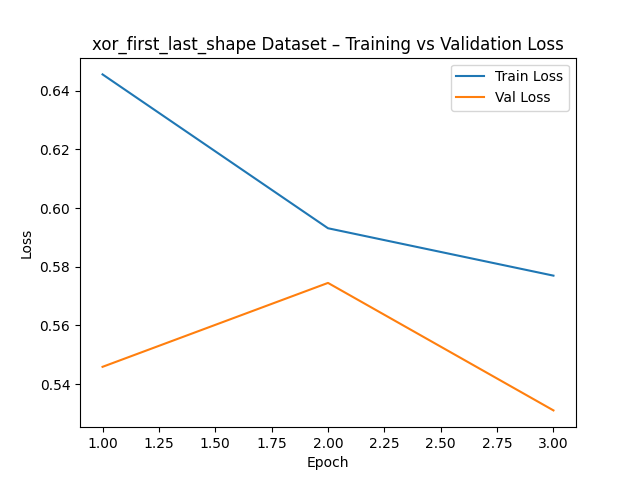 xor_first_last_shape Dataset – Training vs Validation Loss
Train Loss
Val Loss
0.64
0.62
0.60
0.58
0.56
0.54
Loss
1.00 1.25 1.50 1.75 2.00 2.25 2.50 2.75 3.00
Epoch